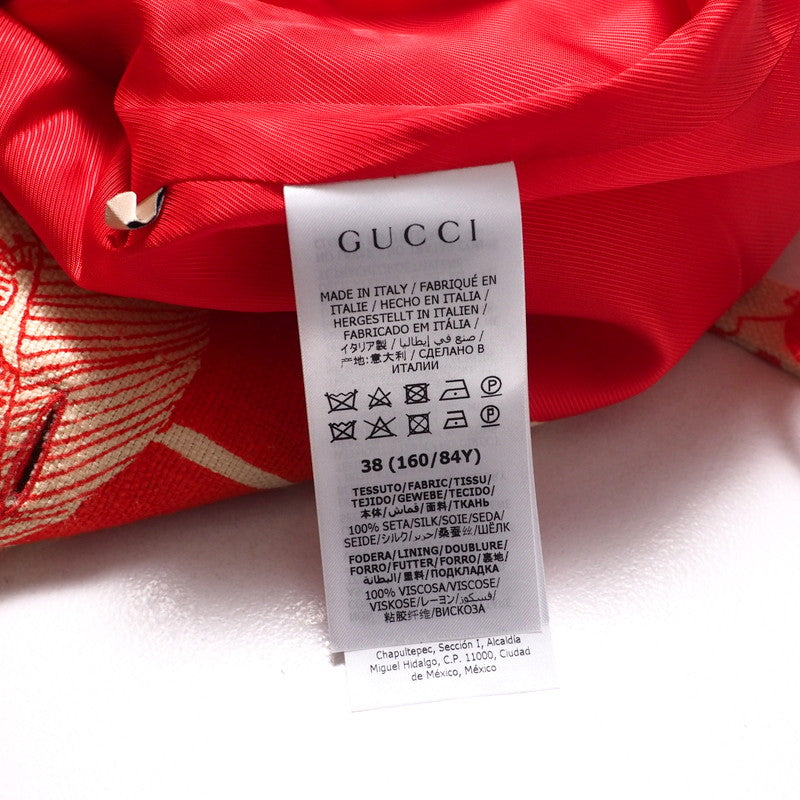 GUCCI
MADE IN ITALY / FABRIQUÉ EN
ITALIE / HECHO EN ITALIA /
HERGESTELLT IN ITALIEN /
FABRICADO EM ITÁLIA /
イタリア製 / صنع في إيطاليا /
产地:意大利 / СДЕЛАНО В
ИТАЛИИ
P
P
38 (160/84Y)
TESSUTO/FABRIC/TISSU/
TEJIDO/GEWEBE/TECIDO/
本体/قماش/面料/ТКАНЬ
100% SETA/SILK/SOIE/SEDA/
SEIDE/シルク/حرير/桑蚕丝/ШЁЛК
FODERA/LINING/DOUBLURE/
FORRO/FUTTER/FORRO/裏地/
البطانة/里料/ПОДКЛАДКА
100% VISCOSA/VISCOSE/
VISKOSE/レーヨン/فسكوز/
粘胶纤维/ВИСКОЗА
Chapultepec, Sección I, Alcaldía
Miguel Hidalgo, C.P. 11000, Ciudad
de México, México